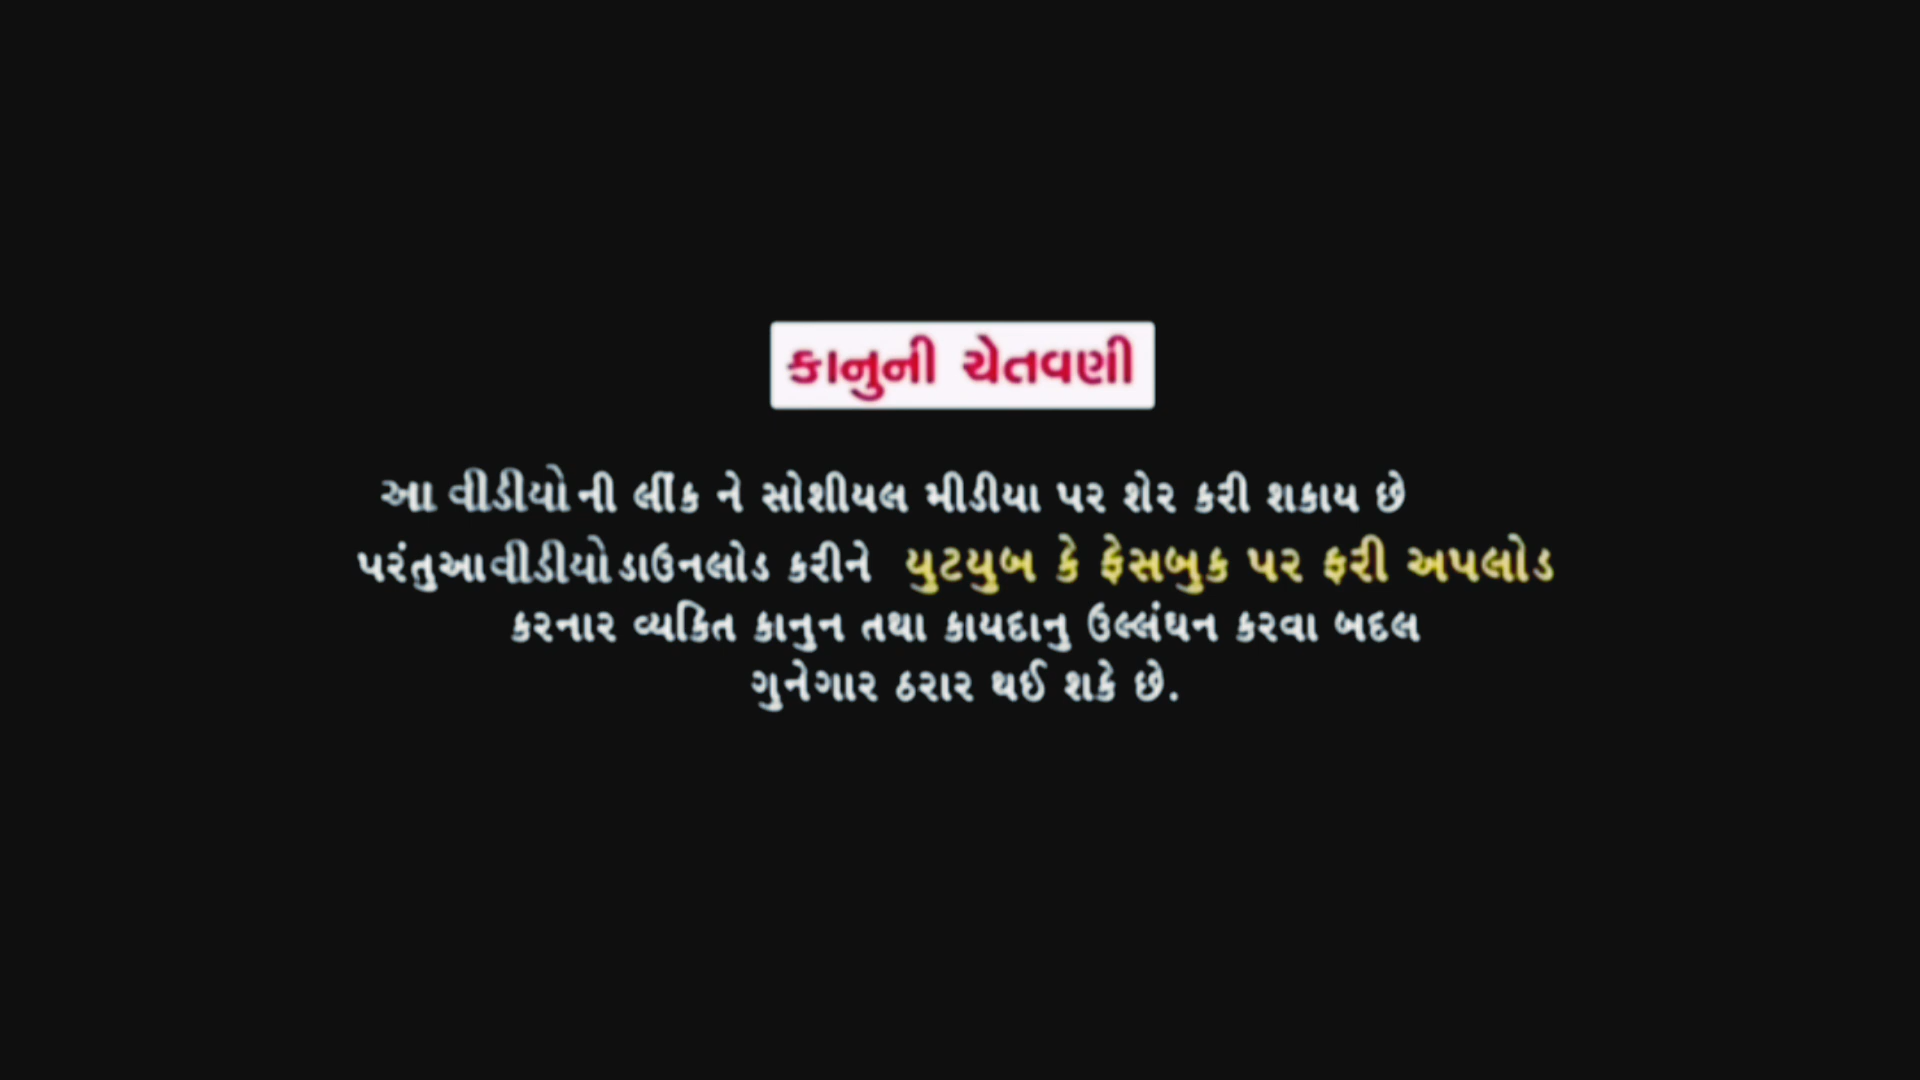 કાનુની ચેતવણી
આ વીડીયોની લીંક ને સોશીયલ મીડીયા પર શેર કરી શકાય છે
પરંતુઆવીડીયોડાઉનલોડ કરીને યુટયુબ કે ફેસબુક પર ફરી અપલોડ
કરનાર વ્યકિત કાનુન તથા કાયદાનુ ઉલ્લંઘન કરવા બદલ
ગુનેગાર ઠરાર થઈ શકે છે.